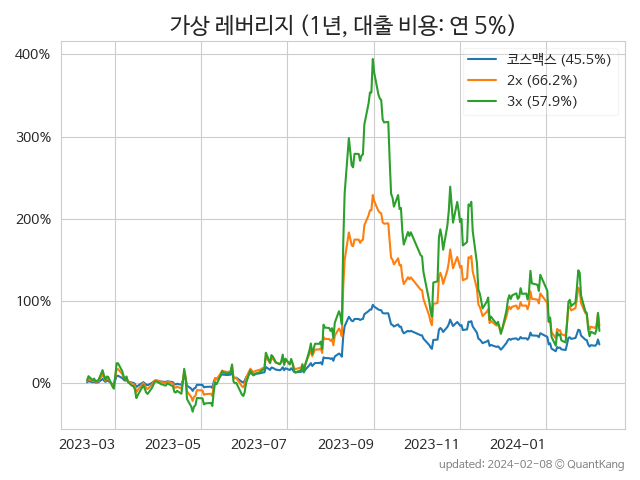 가상 레버리지 (1년, 대출 비용: 연 5%)
400%
300%
200%
100%
0%
코스맥스 (45.5%)
2x (66.2%)
3x (57.9%)
2023-03
2023-05
2023-07
2023-09
2023-11
2024-01
updated: 2024-02-08 © QuantKang